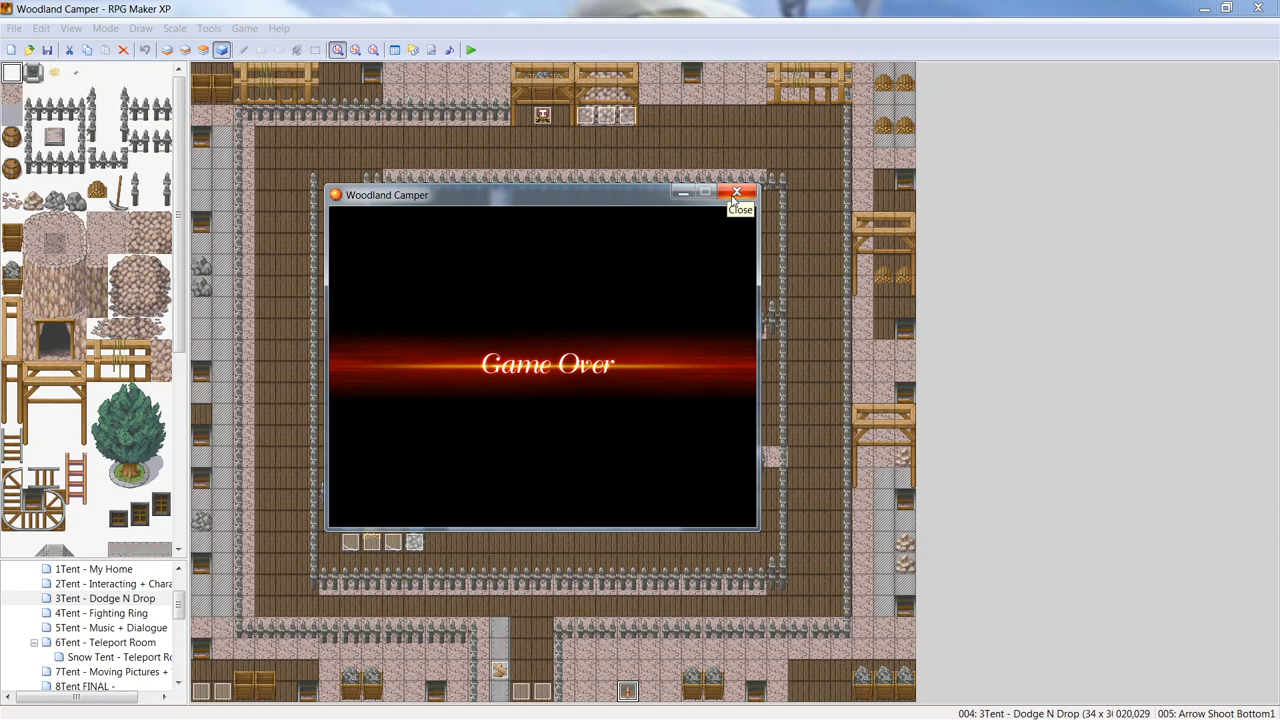 Woodland Camper - RPG Maker XP
File Edit View Mode Draw Scale Tools Game Help
Woodland Camper
Close
Game Over
1Tent - My Home
2Tent - Interacting + Chara
3Tent - Dodge N Drop
4Tent - Fighting Ring
5Tent - Music + Dialogue
6Tent - Teleport Room
Snow Tent - Teleport Ro
7Tent - Moving Pictures +
8Tent FINAL -
004: 3Tent - Dodge N Drop (34 x 3 020,029 005: Arrow Shoot Bottom1